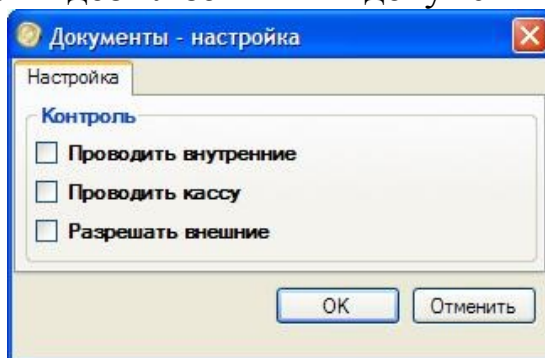 Документы - настройка
Настройка
Контроль
Проводить внутренние
Проводить кассу
Разрешать внешние
OK
Отменить